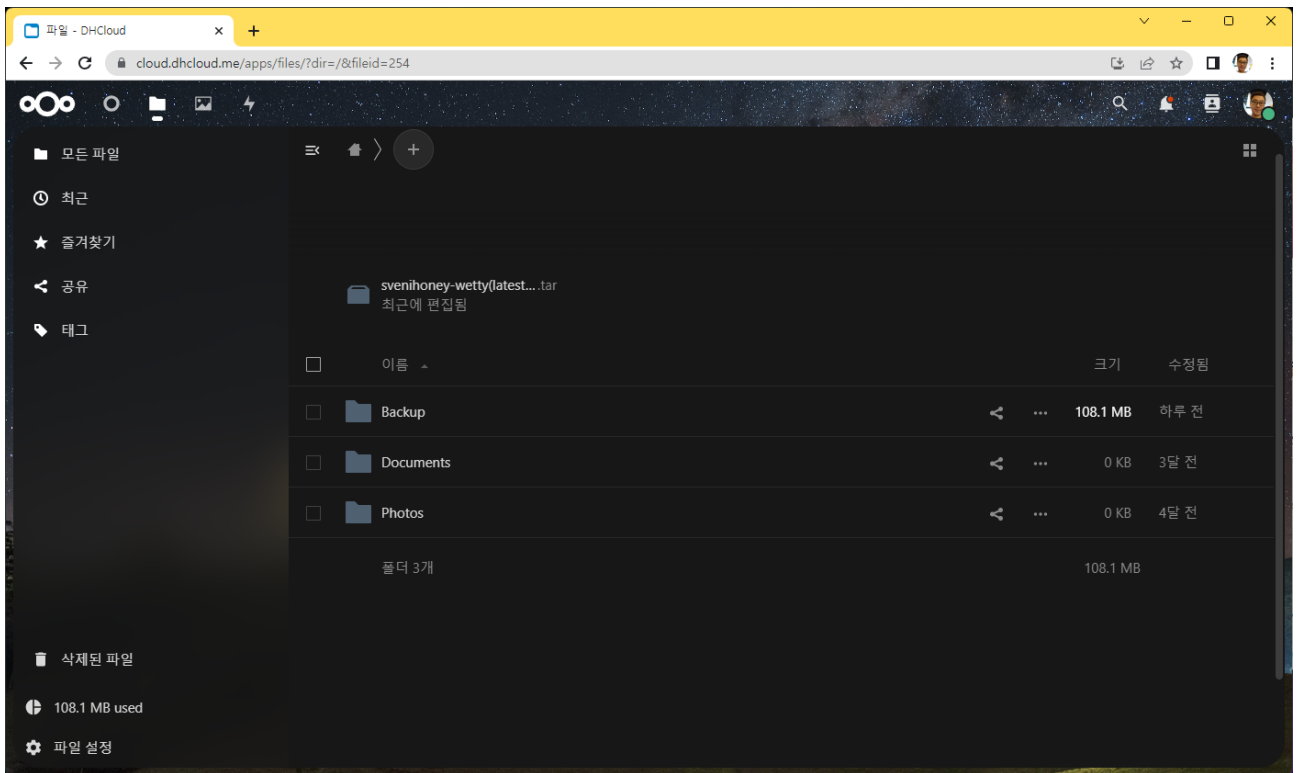 파일 - DHCloud
cloud.dhcloud.me/apps/files/?dir=/&fileid=254
모든 파일
최근
즐겨찾기
공유
태그
svenihoney-wetty(latest... .tar
최근에 편집됨
이름 크기 수정됨
Backup 108.1 MB 하루 전
Documents 0 KB 3달 전
Photos 0 KB 4달 전
폴더 3개 108.1 MB
삭제된 파일
108.1 MB used
파일 설정